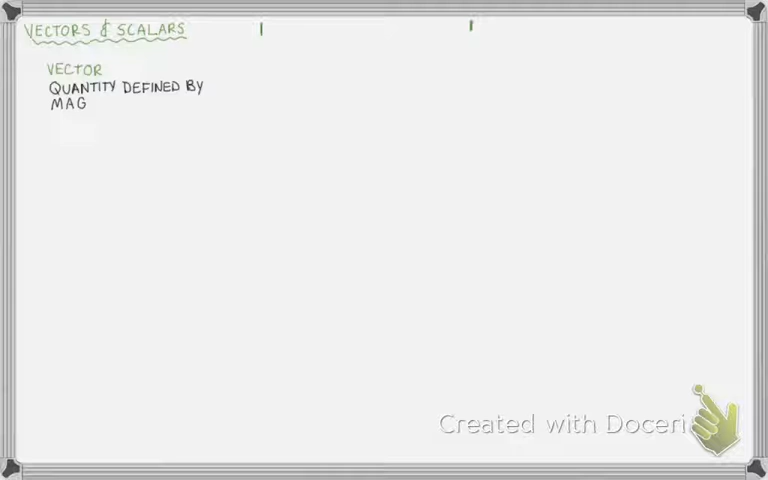 VECTORS & SCALARS
VECTOR
QUANTITY DEFINED BY
MAG
Created with Doceri